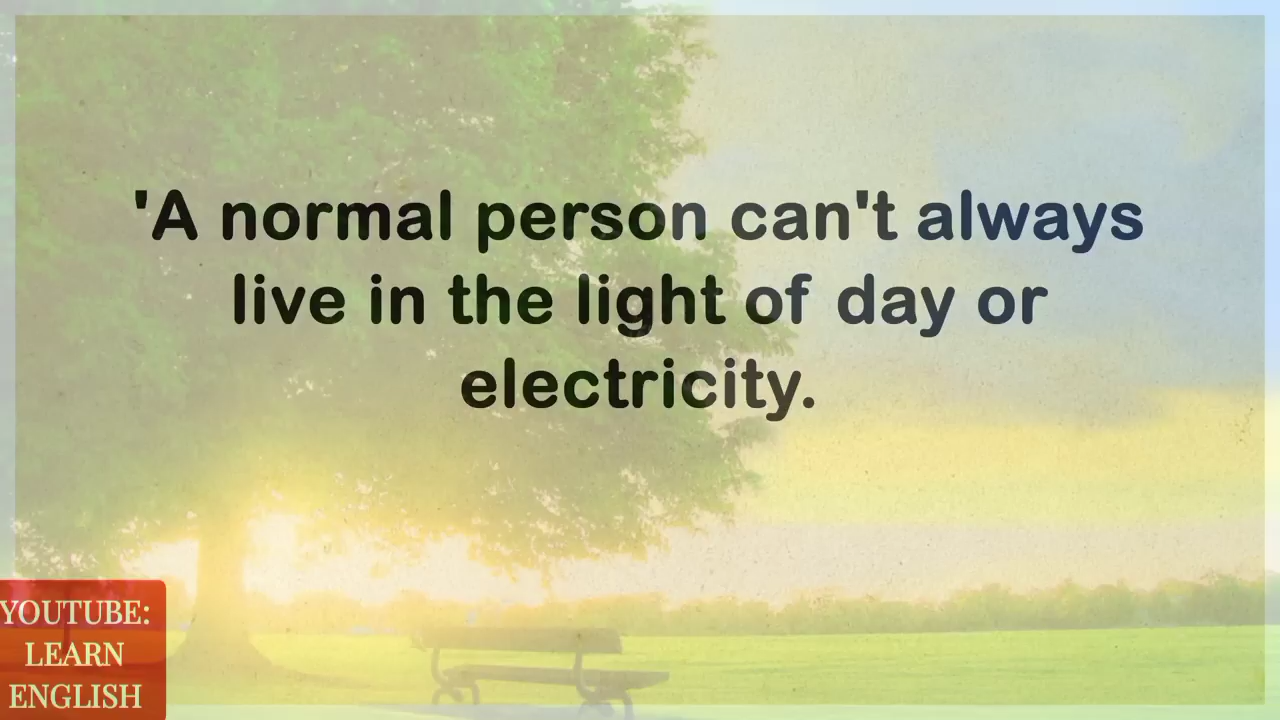 'A normal person can't always
live in the light of day or
electricity.
YOUTUBE:
LEARN
ENGLISH